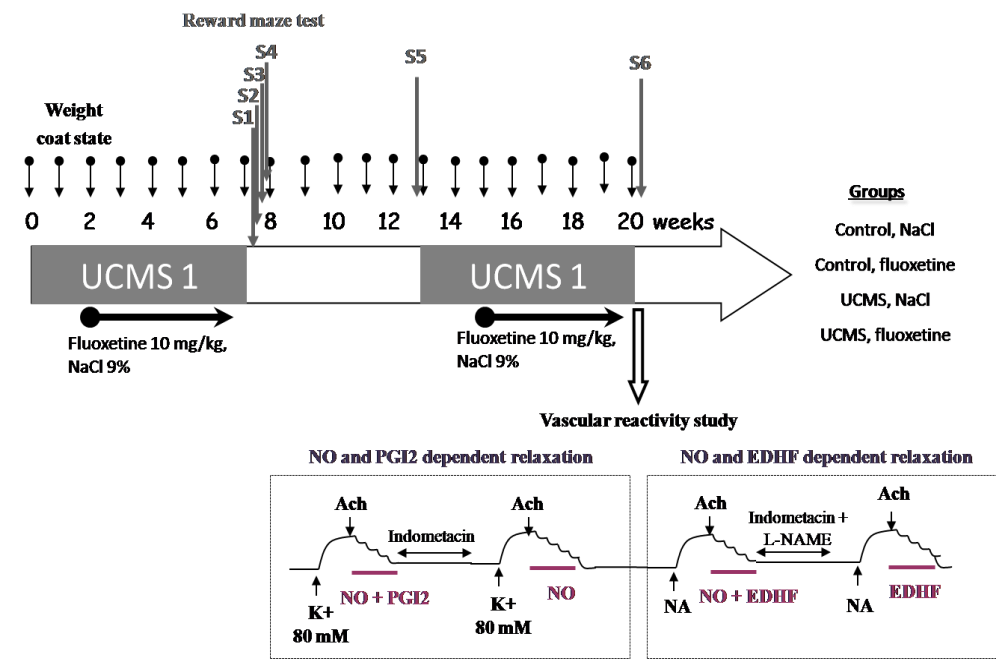 Reward maze test
S4
S3
S2
S1
S5
S6
Weight
coat state
0 2 4 6 8 10 12 14 16 18 20 weeks
UCMS 1
UCMS 1
Fluoxetine 10 mg/kg,
NaCl 9%
Fluoxetine 10 mg/kg,
NaCl 9%
Groups
Control, NaCl
Control, fluoxetine
UCMS, NaCl
UCMS, fluoxetine
Vascular reactivity study
NO and PGI2 dependent relaxation
Ach
Indometacin
Ach
NO + PGI2
NO
K+
80 mM
K+
80 mM
NO and EDHF dependent relaxation
Ach
Indometacin +
L-NAME
Ach
NA
NO + EDHF
NA
EDHF